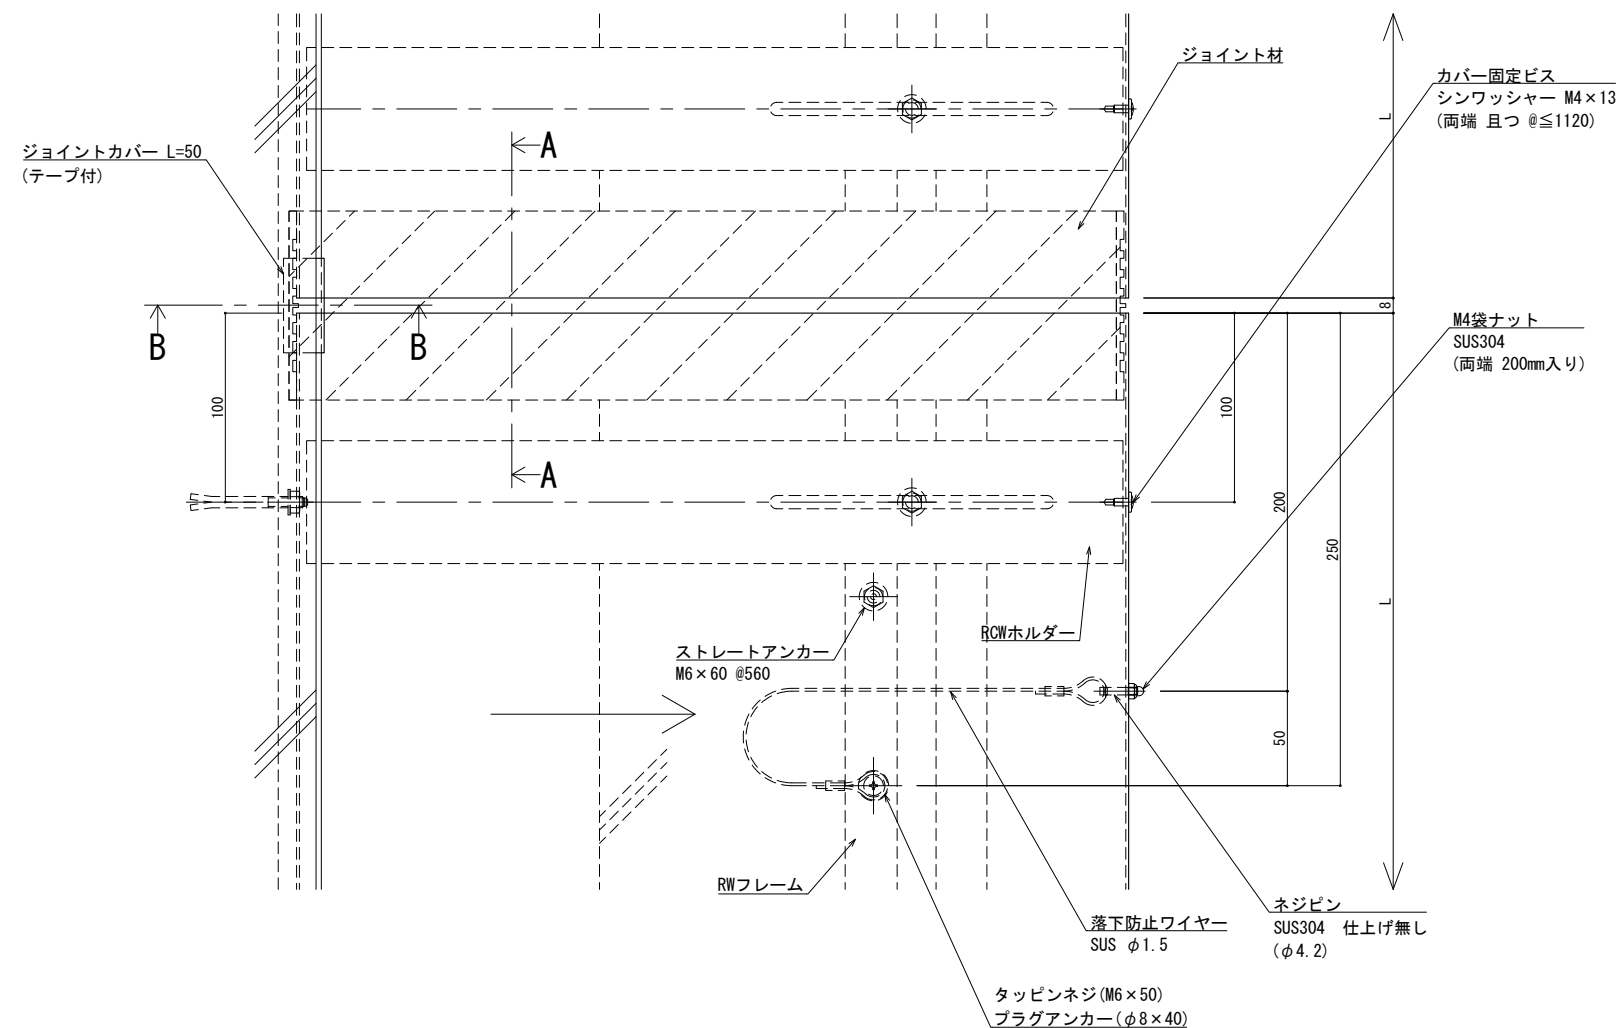 ジョイント材
カバー固定ビス
シンワッシャー M4×13
(両端 且つ @≦1120)
L
ジョイントカバー L=50
(テープ付)
A
8
B
B
M4袋ナット
SUS304
(両端 200mm入り)
100
100
A
200
250
L
RCWホルダー
ストレートアンカー
M6×60 @560
50
RWフレーム
落下防止ワイヤー
SUS φ1.5
ネジピン
SUS304 仕上げ無し
(φ4.2)
タッピンネジ(M6×50)
プラグアンカー(φ8×40)